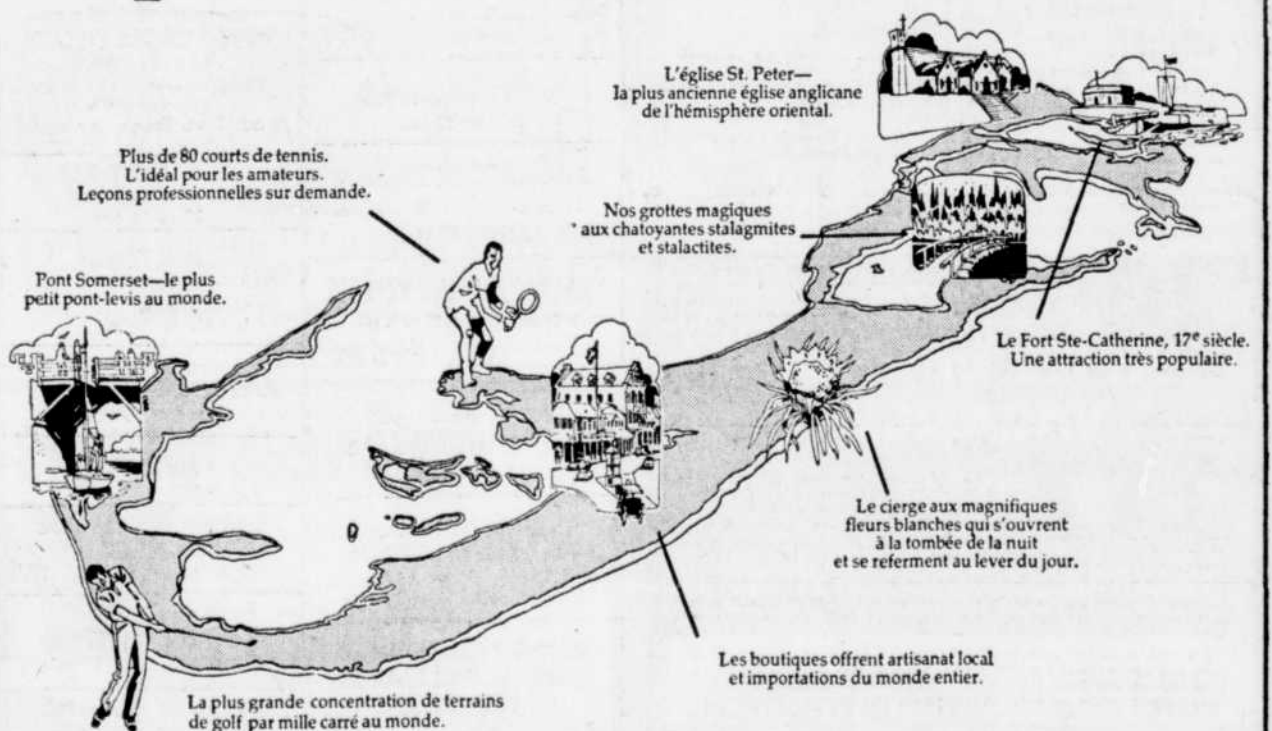 L'église St. Peter—
la plus ancienne église anglicane
de l'hémisphère oriental.
Plus de 80 courts de tennis.
L'idéal pour les amateurs.
Leçons professionnelles sur demande.
Nos grottes magiques
aux chatoyantes stalagmites
et stalactites.
Pont Somerset—le plus
petit pont-levis au monde.
Le Fort Ste-Catherine, 17e siècle.
Une attraction très populaire.
Le cierge aux magnifiques
fleurs blanches qui s'ouvrent
à la tombée de la nuit
et se referment au lever du jour.
Les boutiques offrent artisanat local
et importations du monde entier.
La plus grande concentration de terrains
de golf par mille carré au monde.